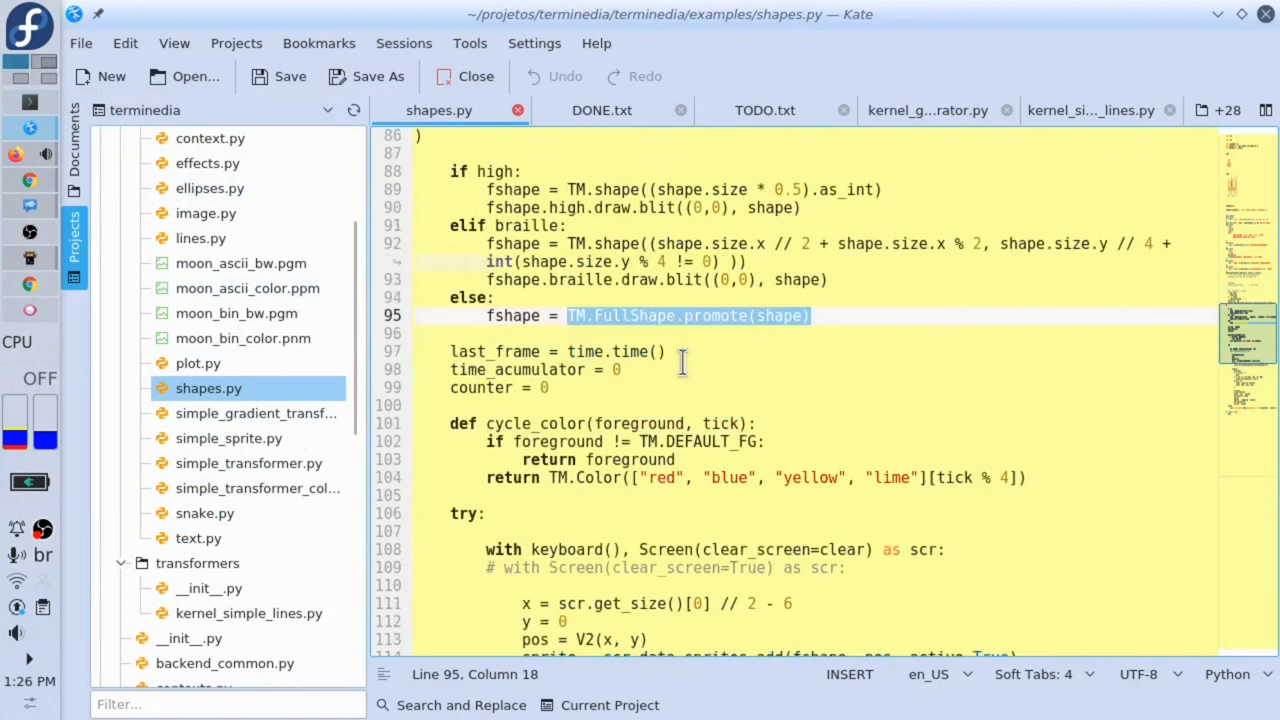 ~/projetos/terminedia/terminedia/examples/shapes.py — Kate
File Edit View Projects Bookmarks Sessions Tools Settings Help
New Open... Save Save As Close Undo Redo
Documents
Projects
terminedia
shapes.py DONE.txt TODO.txt kernel_g...rator.py kernel_si..._lines.py +28
context.py
effects.py
ellipses.py
image.py
lines.py
moon_ascii_bw.pgm
moon_ascii_color.ppm
moon_bin_bw.pgm
moon_bin_color.pnm
plot.py
shapes.py
simple_gradient_transf...
simple_sprite.py
simple_transformer.py
simple_transformer_col...
snake.py
text.py
transformers
__init__.py
kernel_simple_lines.py
__init__.py
backend_common.py
Filter...
86 )
87
88 if high:
89 fshape = TM.shape((shape.size * 0.5).as_int)
90 fshape.high.draw.blit((0,0), shape)
91 elif braille:
92 fshape = TM.shape((shape.size.x // 2 + shape.size.x % 2, shape.size.y // 4 +
int(shape.size.y % 4 != 0) ))
93 fshape.braille.draw.blit((0,0), shape)
94 else:
95 fshape = TM.FullShape.promote(shape)
96
97 last_frame = time.time()
98 time_acumulator = 0
99 counter = 0
100
101 def cycle_color(foreground, tick):
102 if foreground != TM.DEFAULT_FG:
103 return foreground
104 return TM.Color(["red", "blue", "yellow", "lime"][tick % 4])
105
106 try:
107
108 with keyboard(), Screen(clear_screen=clear) as scr:
109 # with Screen(clear_screen=True) as scr:
110
111 x = scr.get_size()[0] // 2 - 6
112 y = 0
113 pos = V2(x, y)
Line 95, Column 18 INSERT en_US Soft Tabs: 4 UTF-8 Python
Search and Replace Current Project
CPU
OFF
br
1:26 PM